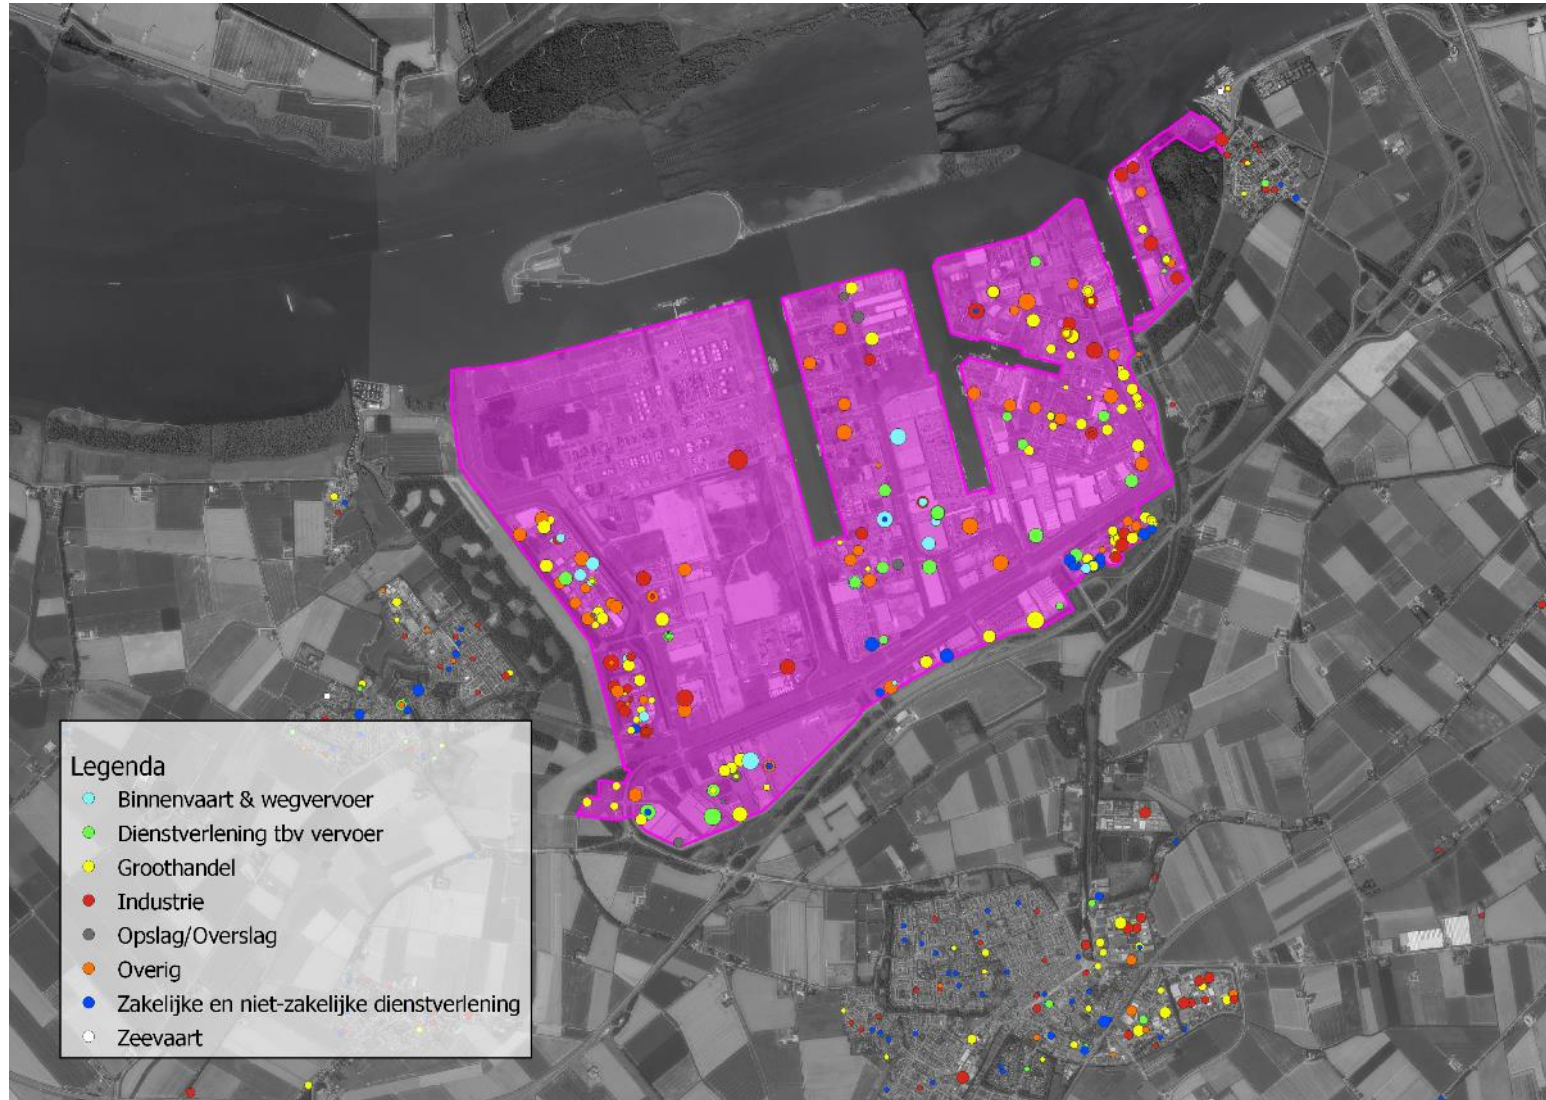 Legenda
Binnenvaart & wegvervoer
Dienstverlening tbv vervoer
Groothandel
Industrie
Opslag/Overslag
Overig
Zakelijke en niet-zakelijke dienstverlening
Zeevaart